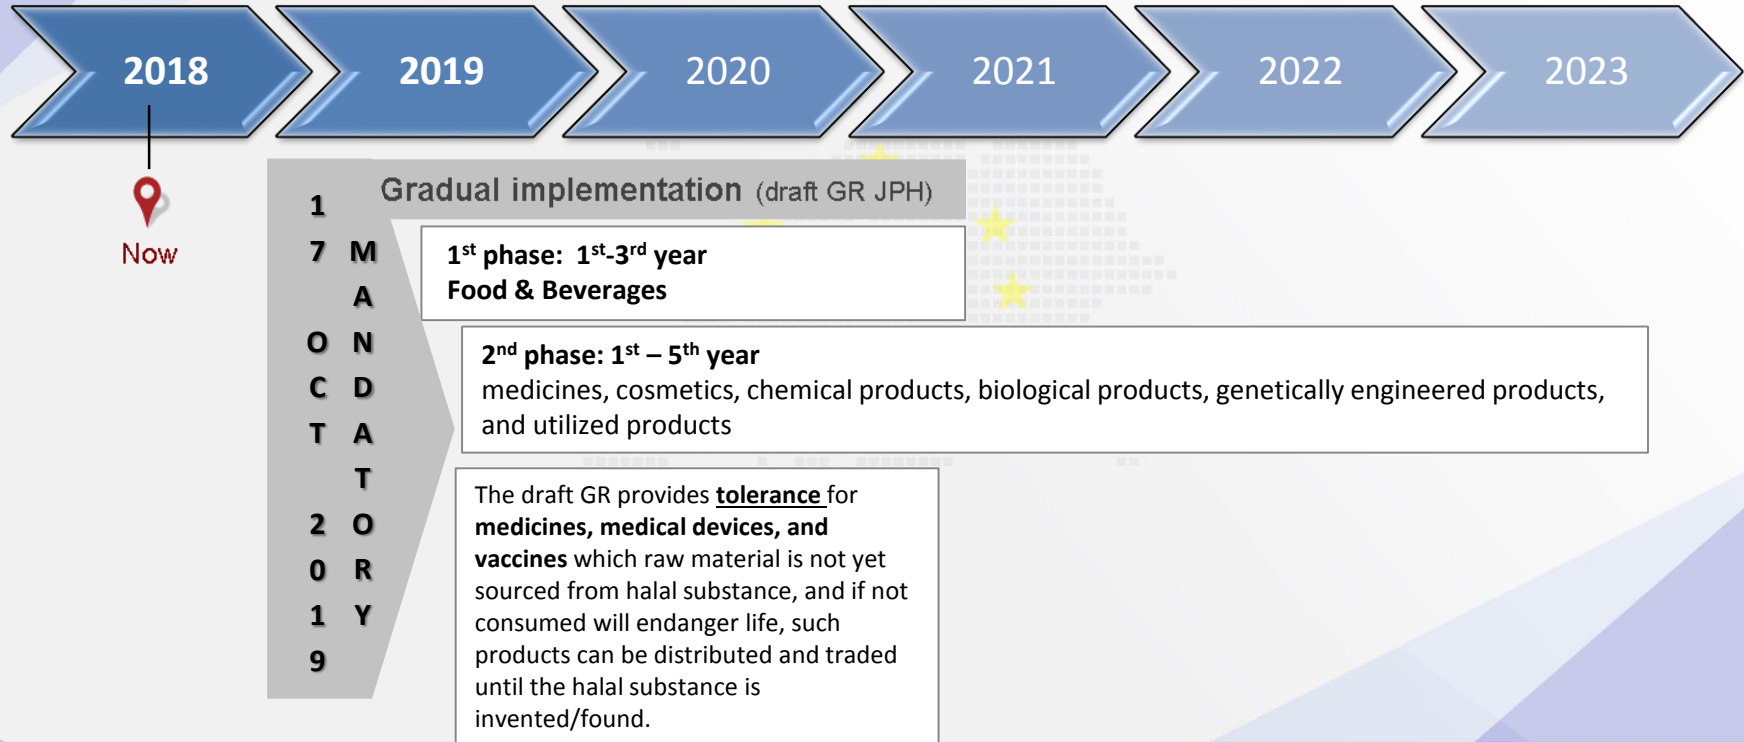 2018
2019
2020
2021
2022
2023
Now
17 OCT 2019
MANDATORY
Gradual implementation (draft GR JPH)
1st phase: 1st-3rd year
Food & Beverages
2nd phase: 1st – 5th year
medicines, cosmetics, chemical products, biological products, genetically engineered products,
and utilized products
The draft GR provides tolerance for
medicines, medical devices, and
vaccines which raw material is not yet
sourced from halal substance, and if not
consumed will endanger life, such
products can be distributed and traded
until the halal substance is
invented/found.